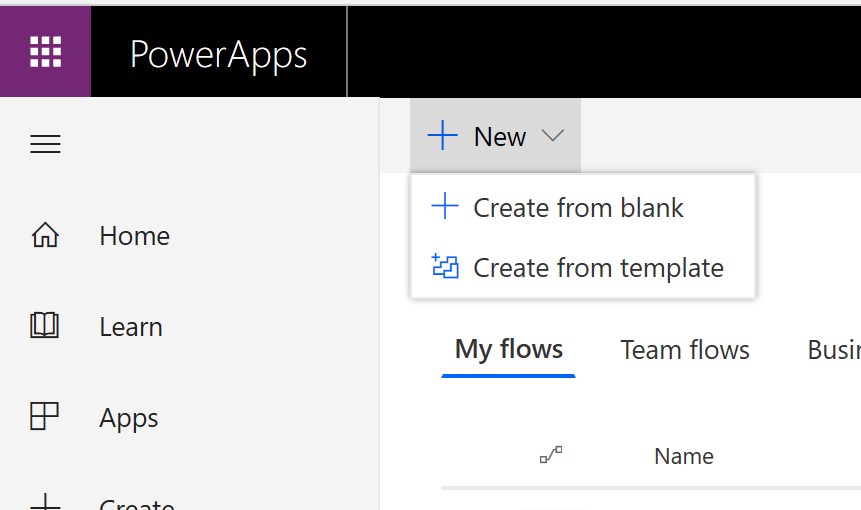 PowerApps
New
Create from blank
Create from template
Home
Learn
Apps
Create
My flows
Team flows
Busin
Name